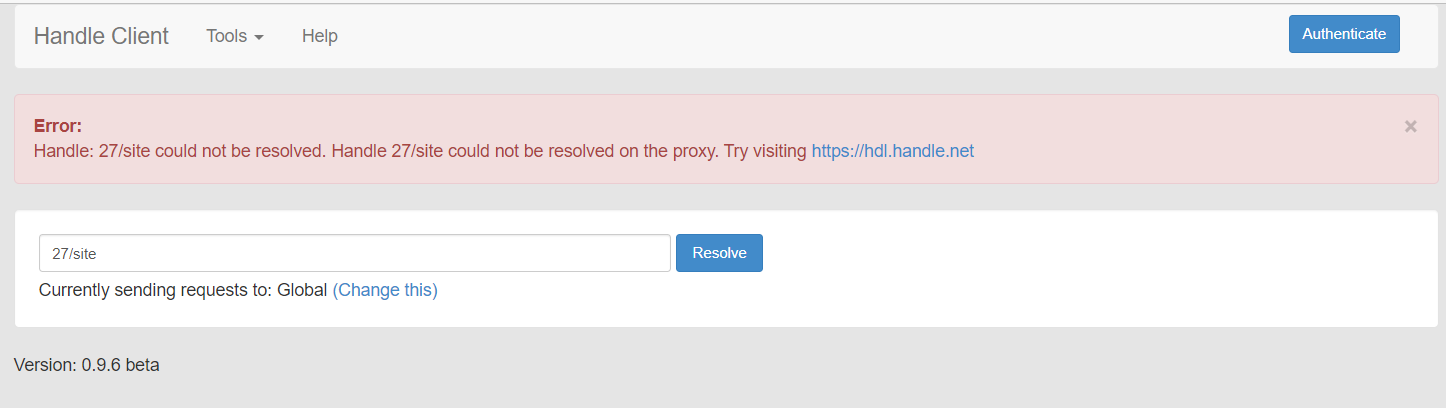 Handle Client Tools Help Authenticate
Error: ×
Handle: 27/site could not be resolved. Handle 27/site could not be resolved on the proxy. Try visiting https://hdl.handle.net
27/site Resolve
Currently sending requests to: Global (Change this)
Version: 0.9.6 beta